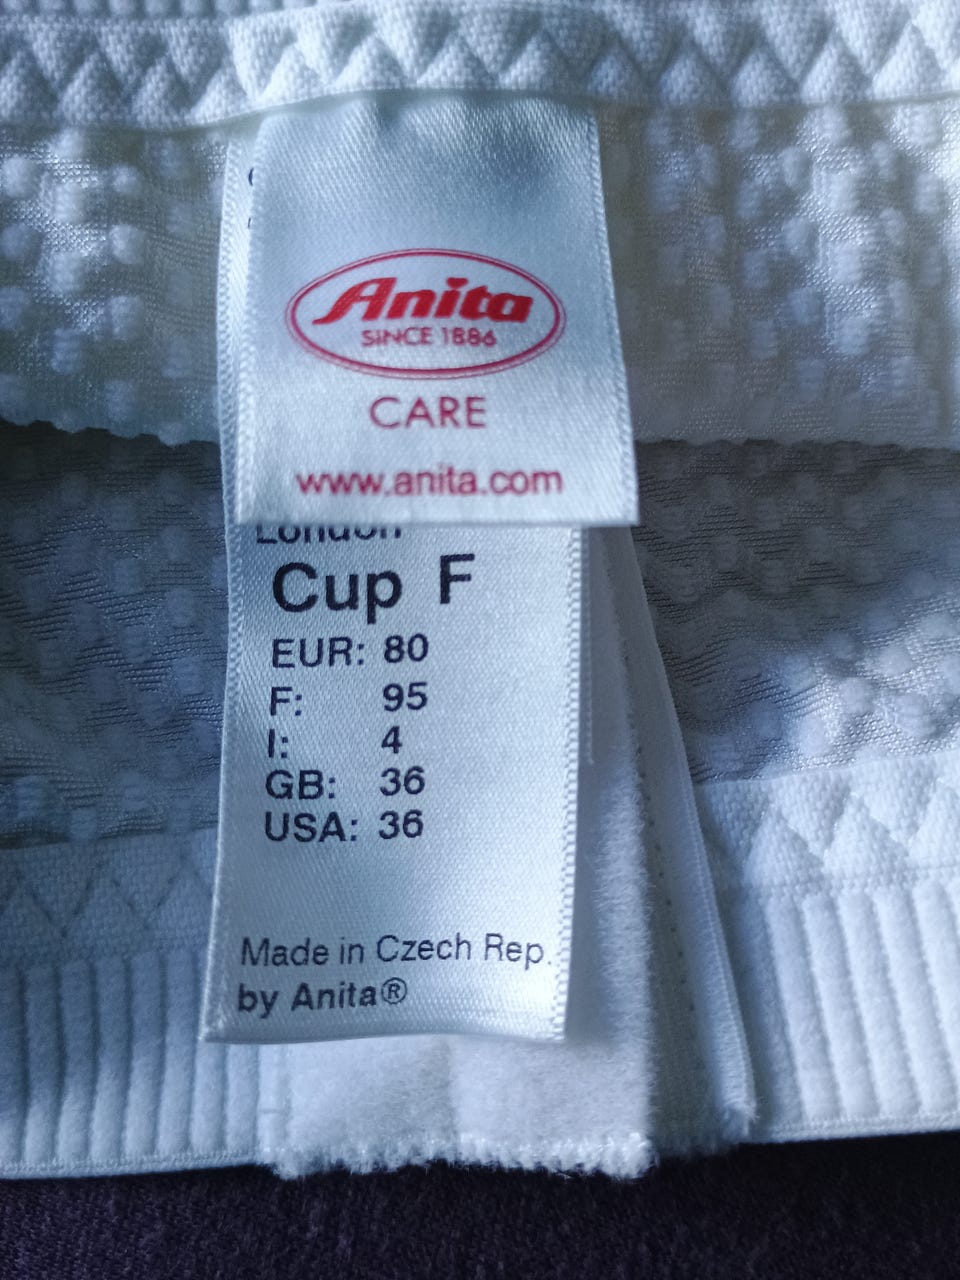 Anita
SINCE 1886
CARE
www.anita.com
London
Cup F
EUR: 80
F: 95
I: 4
GB: 36
USA: 36
Made in Czech Rep.
by Anita®